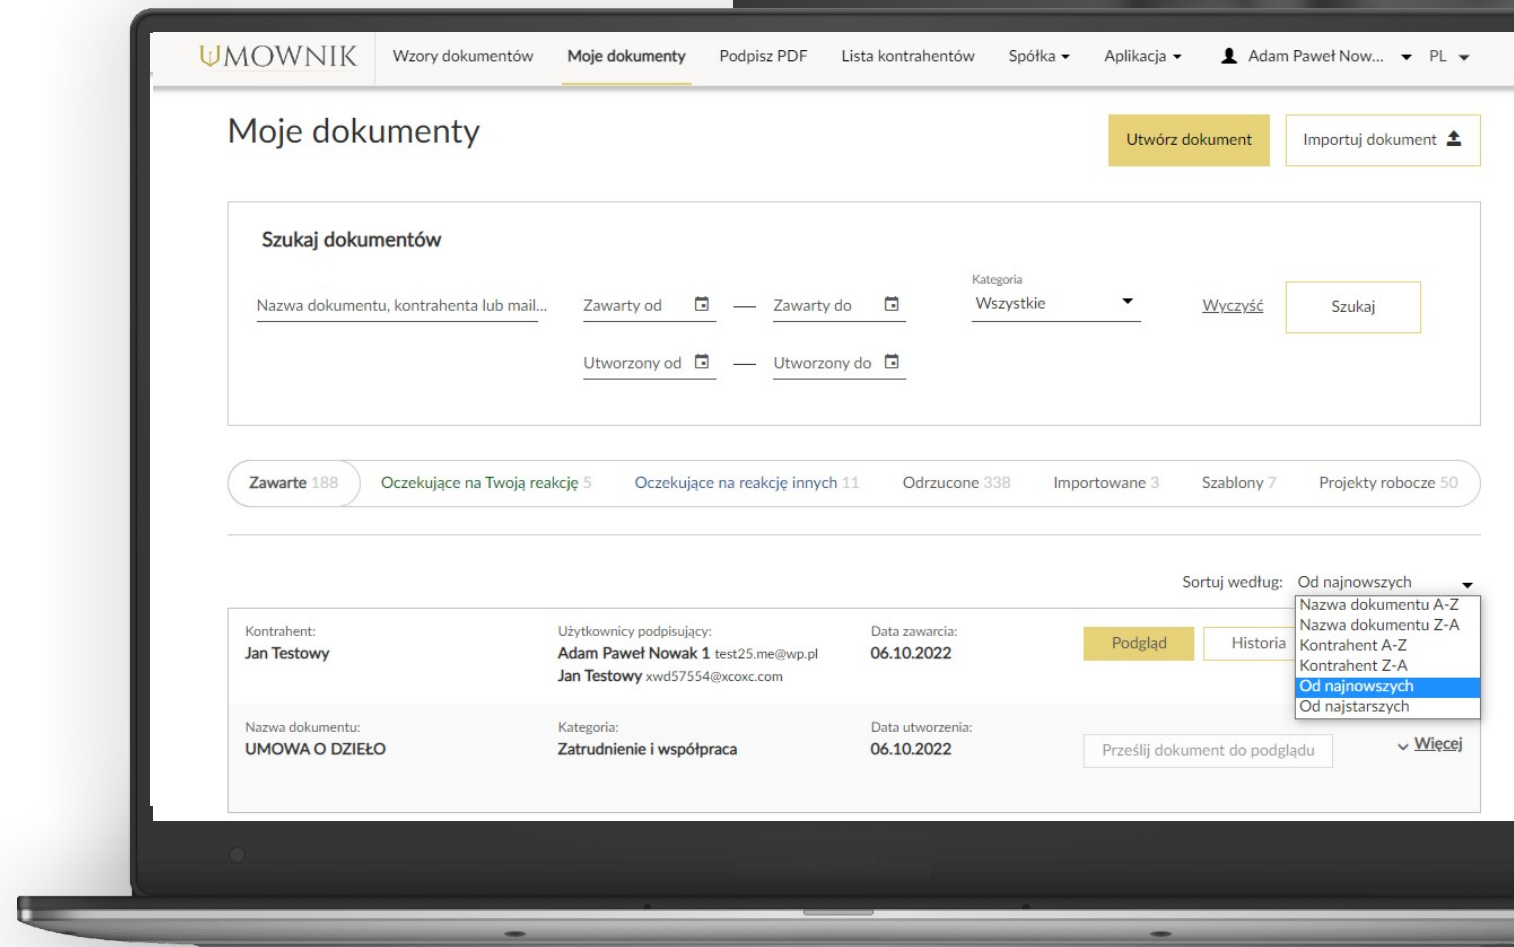 UMOWNIK
Wzory dokumentów Moje dokumenty Podpisz PDF Lista kontrahentów Spółka Aplikacja Adam Paweł Now... PL
Moje dokumenty
Utwórz dokument Importuj dokument
Szukaj dokumentów
Kategoria
Nazwa dokumentu, kontrahenta lub mail... Zawarty od — Zawarty do Wszystkie Wyczyść Szukaj
Utworzony od — Utworzony do
Zawarte 188 Oczekujące na Twoją reakcję 5 Oczekujące na reakcję innych 11 Odrzucone 338 Importowane 3 Szablony 7 Projekty robocze 50
Sortuj według: Od najnowszych
Nazwa dokumentu A-Z
Nazwa dokumentu Z-A
Kontrahent A-Z
Kontrahent Z-A
Od najnowszych
Od najstarszych
Kontrahent: Użytkownicy podpisujący: Data zawarcia:
Jan Testowy Adam Paweł Nowak 1 test25.me@wp.pl 06.10.2022 Podgląd Historia
Jan Testowy xwd57554@xcoxc.com
Nazwa dokumentu: Kategoria: Data utworzenia:
UMOWA O DZIEŁO Zatrudnienie i współpraca 06.10.2022 Prześlij dokument do podglądu Więcej